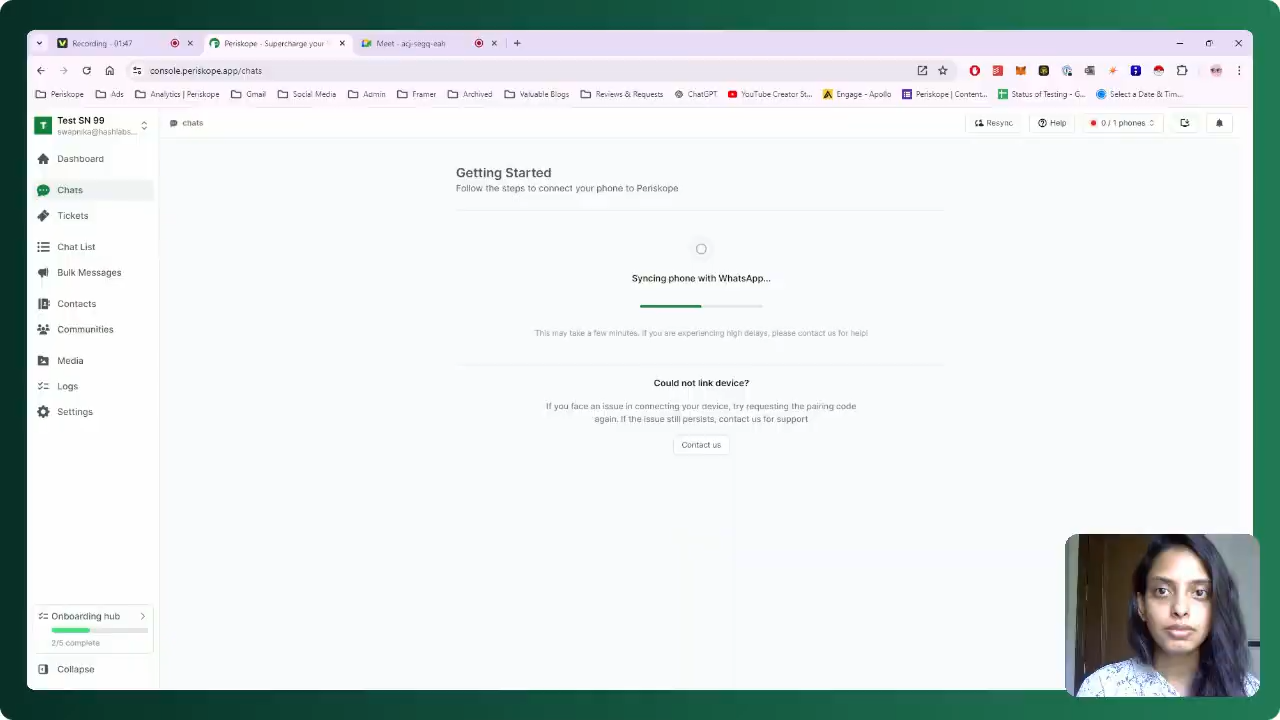 Recording - 01:47
Periskope - Supercharge your
Meet - acj-segq-eah
console.periskope.app/chats
Periskope
Ads
Analytics | Periskope
Gmail
Social Media
Admin
Framer
Archived
Valuable Blogs
Reviews & Requests
ChatGPT
YouTube Creator St...
Engage - Apollo
Periskope | Content...
Status of Testing - G...
Select a Date & Tim...
T
Test SN 99
swapnika@hashlabs...
chats
Resync
Help
0 / 1 phones
Dashboard
Chats
Tickets
Chat List
Bulk Messages
Contacts
Communities
Media
Logs
Settings
Getting Started
Follow the steps to connect your phone to Periskope
Syncing phone with WhatsApp...
This may take a few minutes. If you are experiencing high delays, please contact us for help!
Could not link device?
If you face an issue in connecting your device, try requesting the pairing code
again. If the issue still persists, contact us for support
Contact us
Onboarding hub
2/5 complete
Collapse